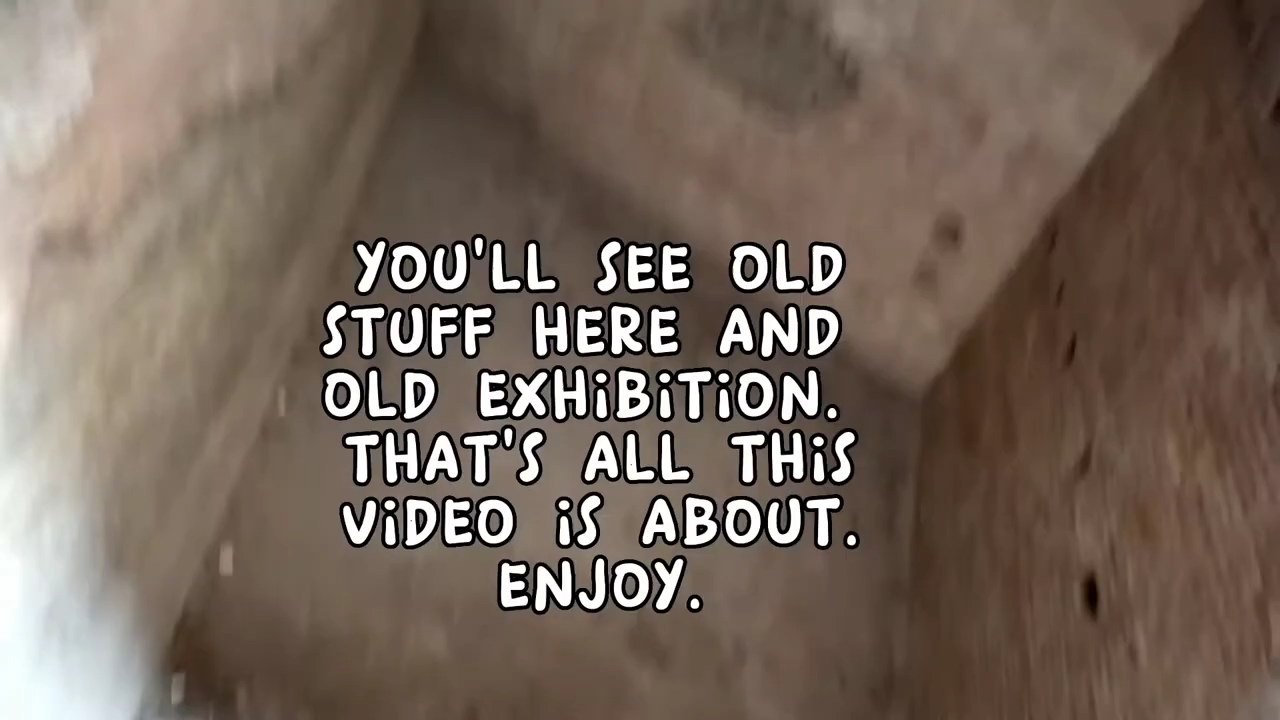 YOU'LL SEE OLD
STUFF HERE AND
OLD EXHiBiTiON.
THAT'S ALL THiS
ViDEO iS ABOUT.
ENJOY.